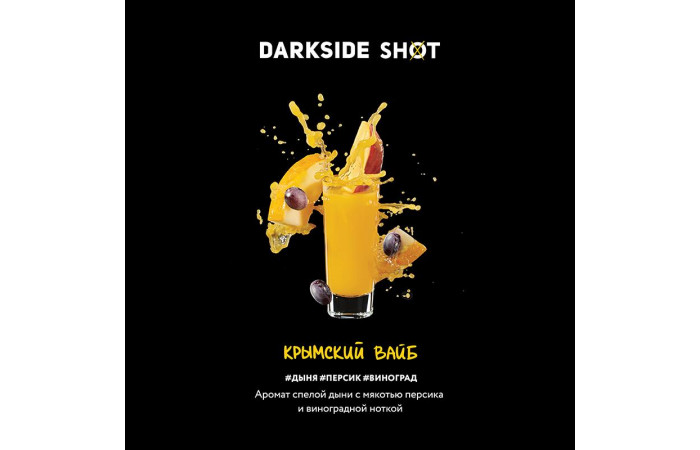 DARKSIDE SHOT
КРЫМСКИЙ ВАЙБ
#ДЫНЯ #ПЕРСИК #ВИНОГРАД
Аромат спелой дыни с мякотью персика
и виноградной ноткой